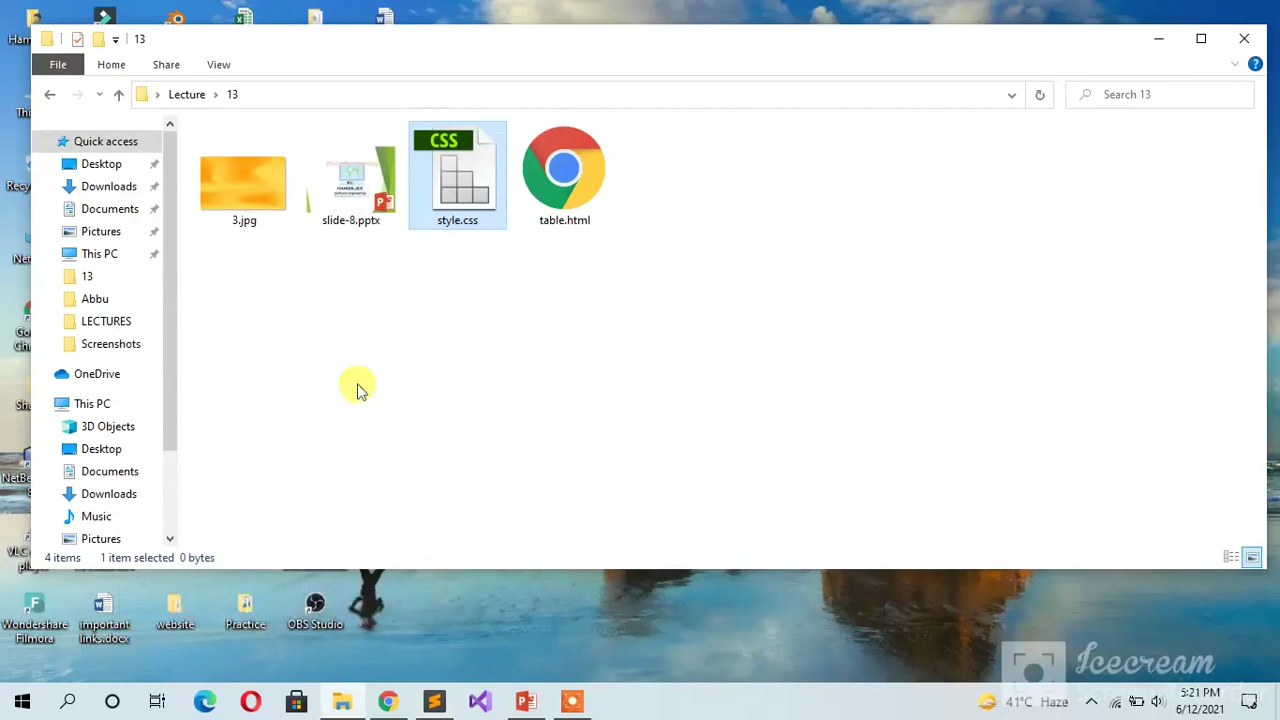 Ham
13
File
Home
Share
View
Lecture
13
Search 13
Quick access
Desktop
Downloads
Documents
Pictures
This PC
13
Abbu
LECTURES
Screenshots
OneDrive
This PC
3D Objects
Desktop
Documents
Downloads
Music
Pictures
CSS
3.jpg
slide-8.pptx
style.css
table.html
4 items
1 item selected 0 bytes
Wondershare
Filmora
important
links.docx
website
Practice
OBS Studio
Icecream
41°C Haze
5:21 PM
6/12/2021